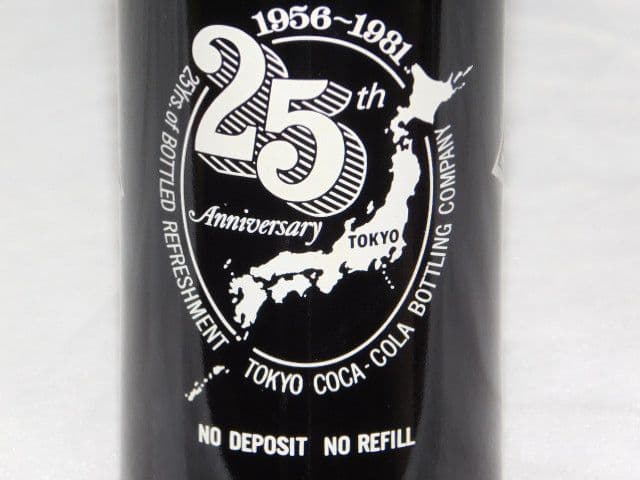 1956~1981
25th
Anniversary
25Yrs. of BOTTLED REFRESHMENT
TOKYO
TOKYO COCA-COLA BOTTLING COMPANY
NO DEPOSIT NO REFILL